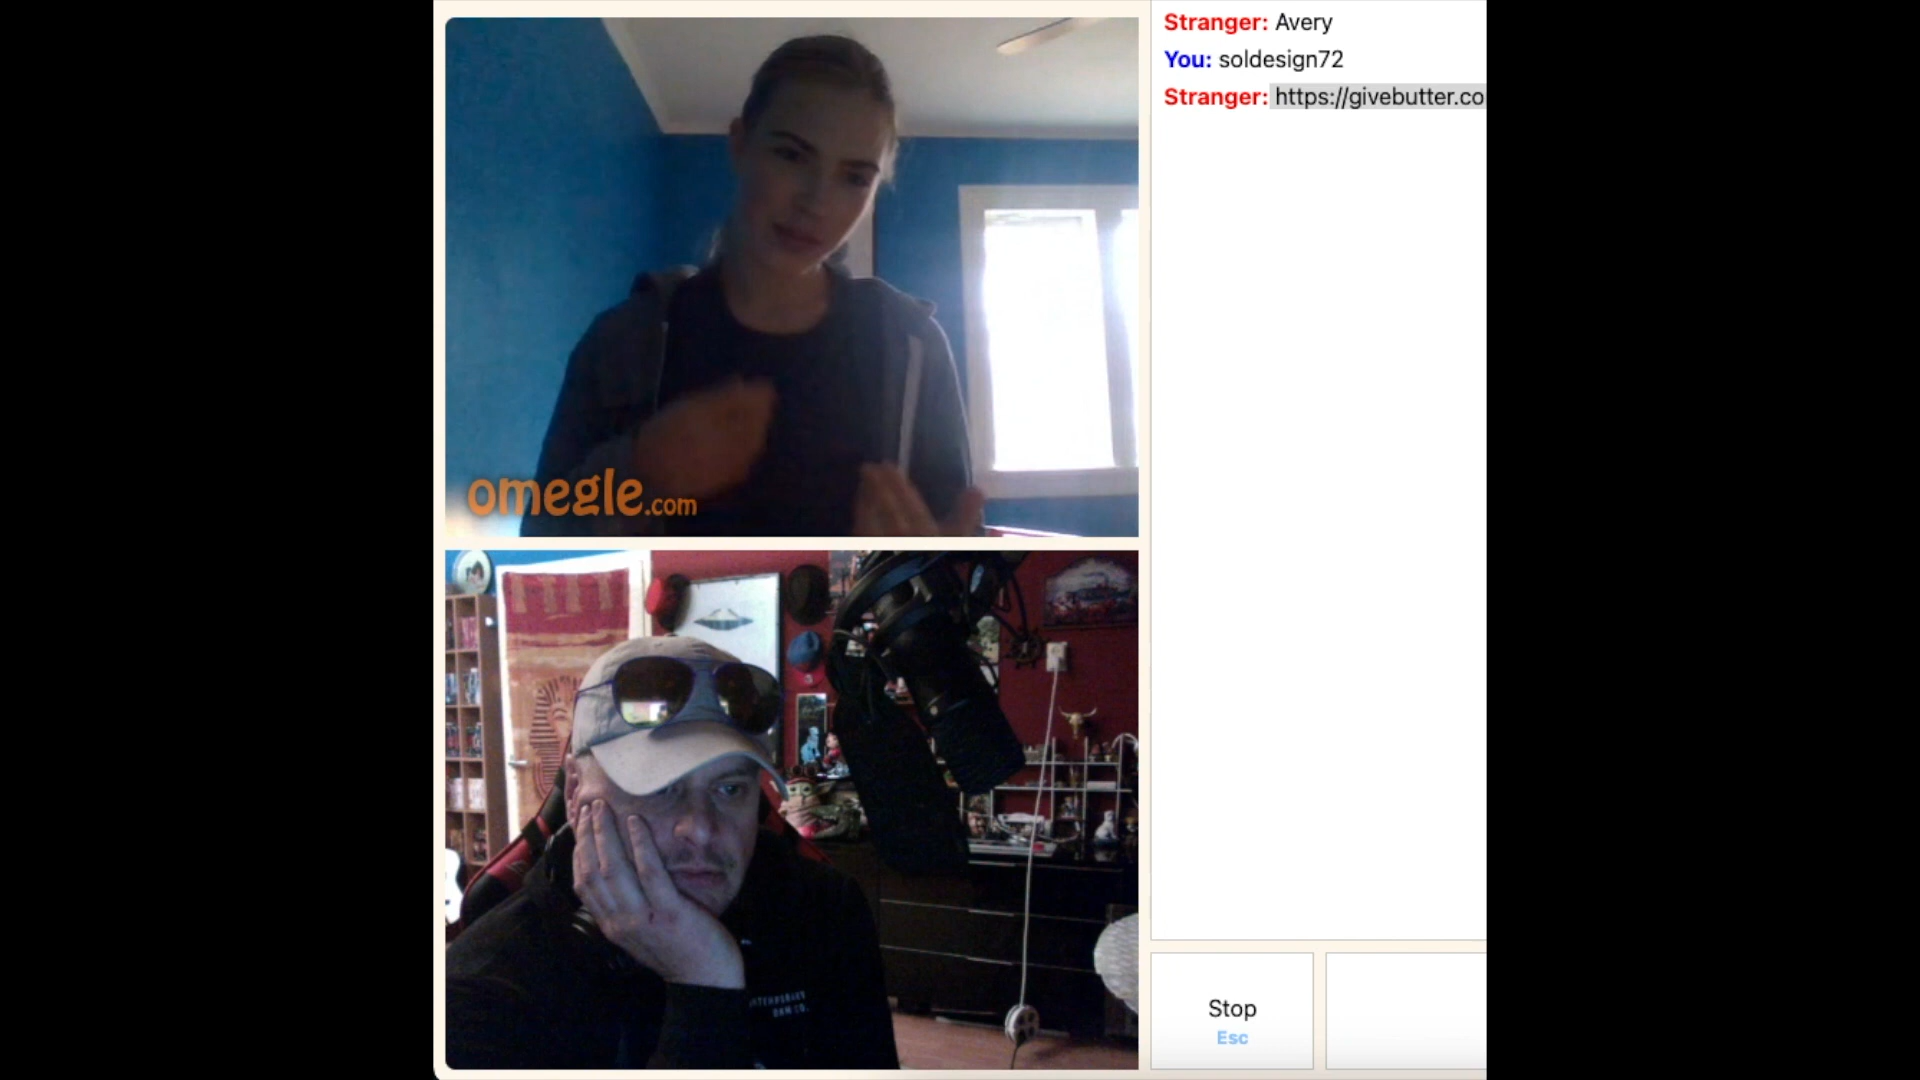 Stranger: Avery
You: soldesign72
Stranger: https://givebutter.co
omegle.com
Stop
Esc